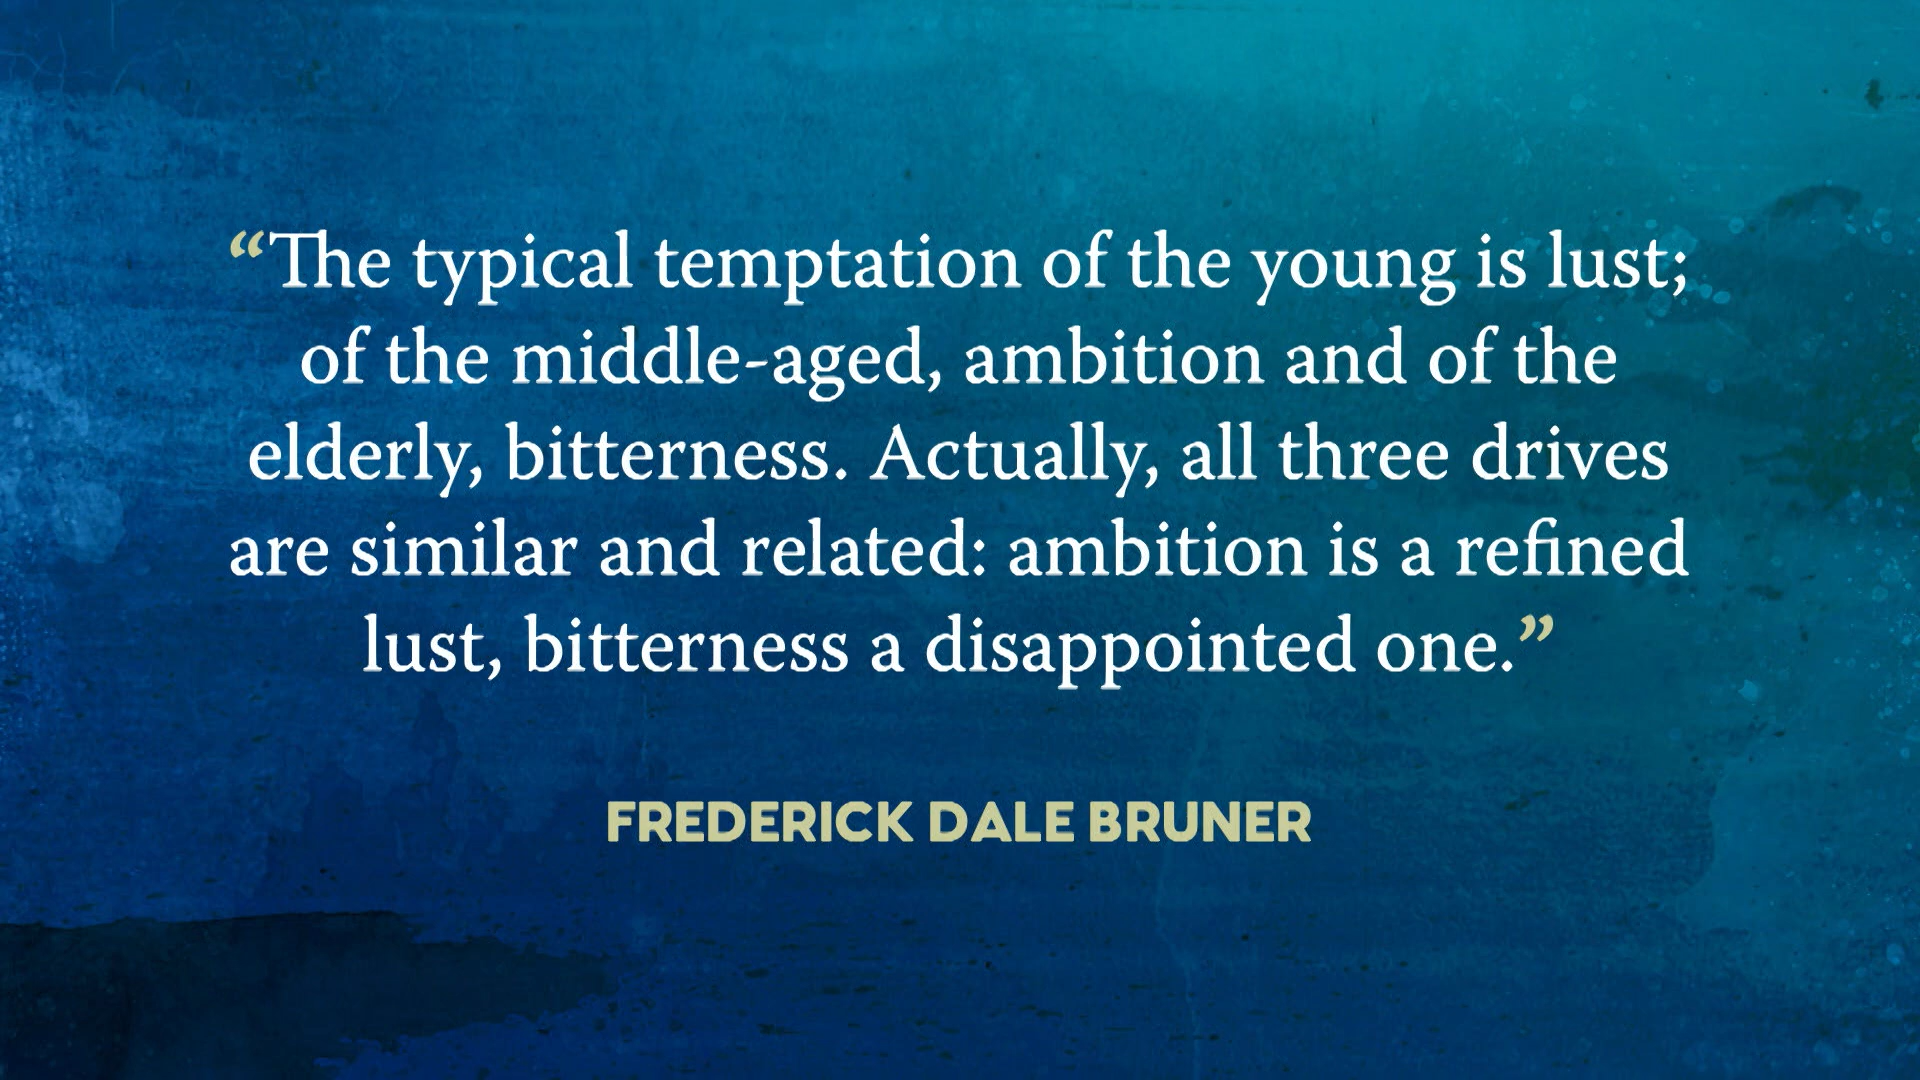 “The typical temptation of the young is lust;
of the middle-aged, ambition and of the
elderly, bitterness. Actually, all three drives
are similar and related: ambition is a refined
lust, bitterness a disappointed one.”
FREDERICK DALE BRUNER